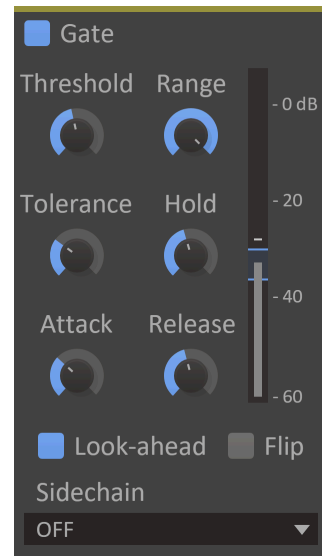 Gate
Threshold Range
- 0 dB
Tolerance Hold
- 20
- 40
Attack Release
- 60
Look-ahead Flip
Sidechain
OFF